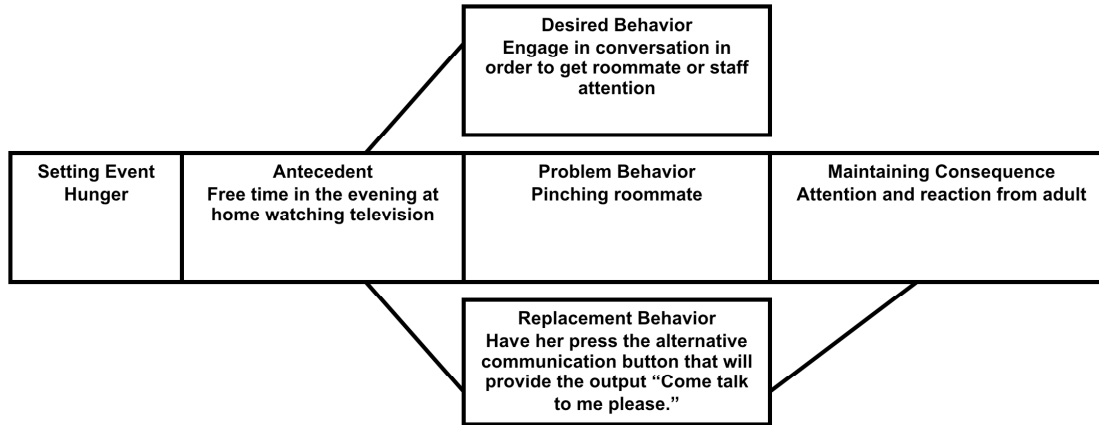 Desired Behavior
Engage in conversation in
order to get roommate or staff
attention
Setting Event
Hunger
Antecedent
Free time in the evening at
home watching television
Problem Behavior
Pinching roommate
Maintaining Consequence
Attention and reaction from adult
Replacement Behavior
Have her press the alternative
communication button that will
provide the output “Come talk
to me please.”